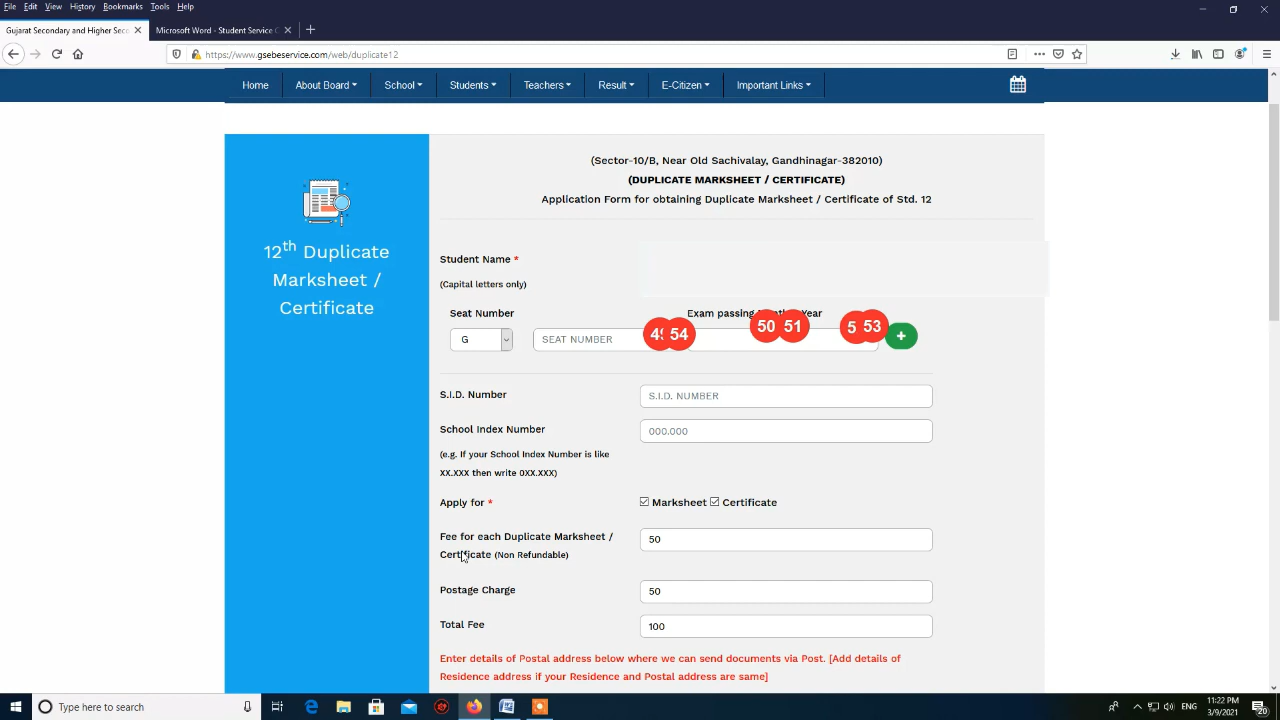 File Edit View History Bookmarks Tools Help
Gujarat Secondary and Higher Seco
Microsoft Word - Student Service C
https://www.gsebeservice.com/web/duplicate12
Home About Board School Students Teachers Result E-Citizen Important Links
(Sector-10/B, Near Old Sachivalay, Gandhinagar-382010)
(DUPLICATE MARKSHEET / CERTIFICATE)
Application Form for obtaining Duplicate Marksheet / Certificate of Std. 12
12th Duplicate
Marksheet /
Certificate
Student Name *
(Capital letters only)
Seat Number
Exam passing Year
G
SEAT NUMBER
54 50 51 53 +
S.I.D. Number
S.I.D. NUMBER
School Index Number
000.000
(e.g. If your School Index Number is like
XX.XXX then write 0XX.XXX)
Apply for *
Marksheet Certificate
Fee for each Duplicate Marksheet /
Certificate (Non Refundable)
50
Postage Charge
50
Total Fee
100
Enter details of Postal address below where we can send documents via Post. [Add details of
Residence address if your Residence and Postal address are same]
Type here to search
ENG
11:22 PM
3/9/2021
20